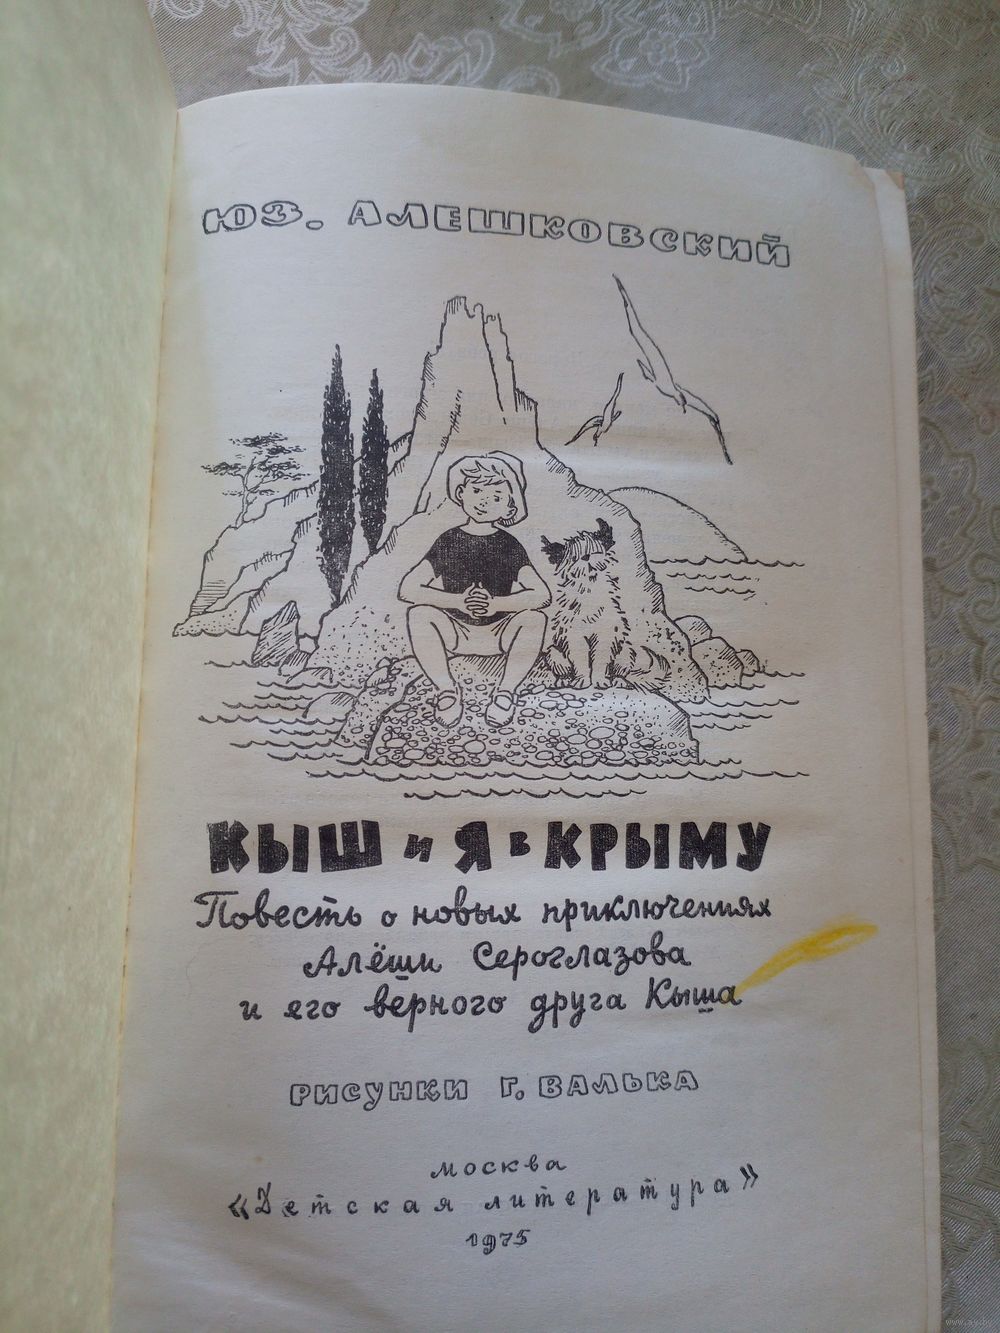 ЮЗ. АЛЕШКОВСКИЙ
КЫШ и Я в КРЫМУ
Повесть о новых приключениях
Алёши Сероглазова
и его верного друга Кыша
РИСУНКИ Г. ВАЛЬКА
МОСКВА
«Детская литература»
1975